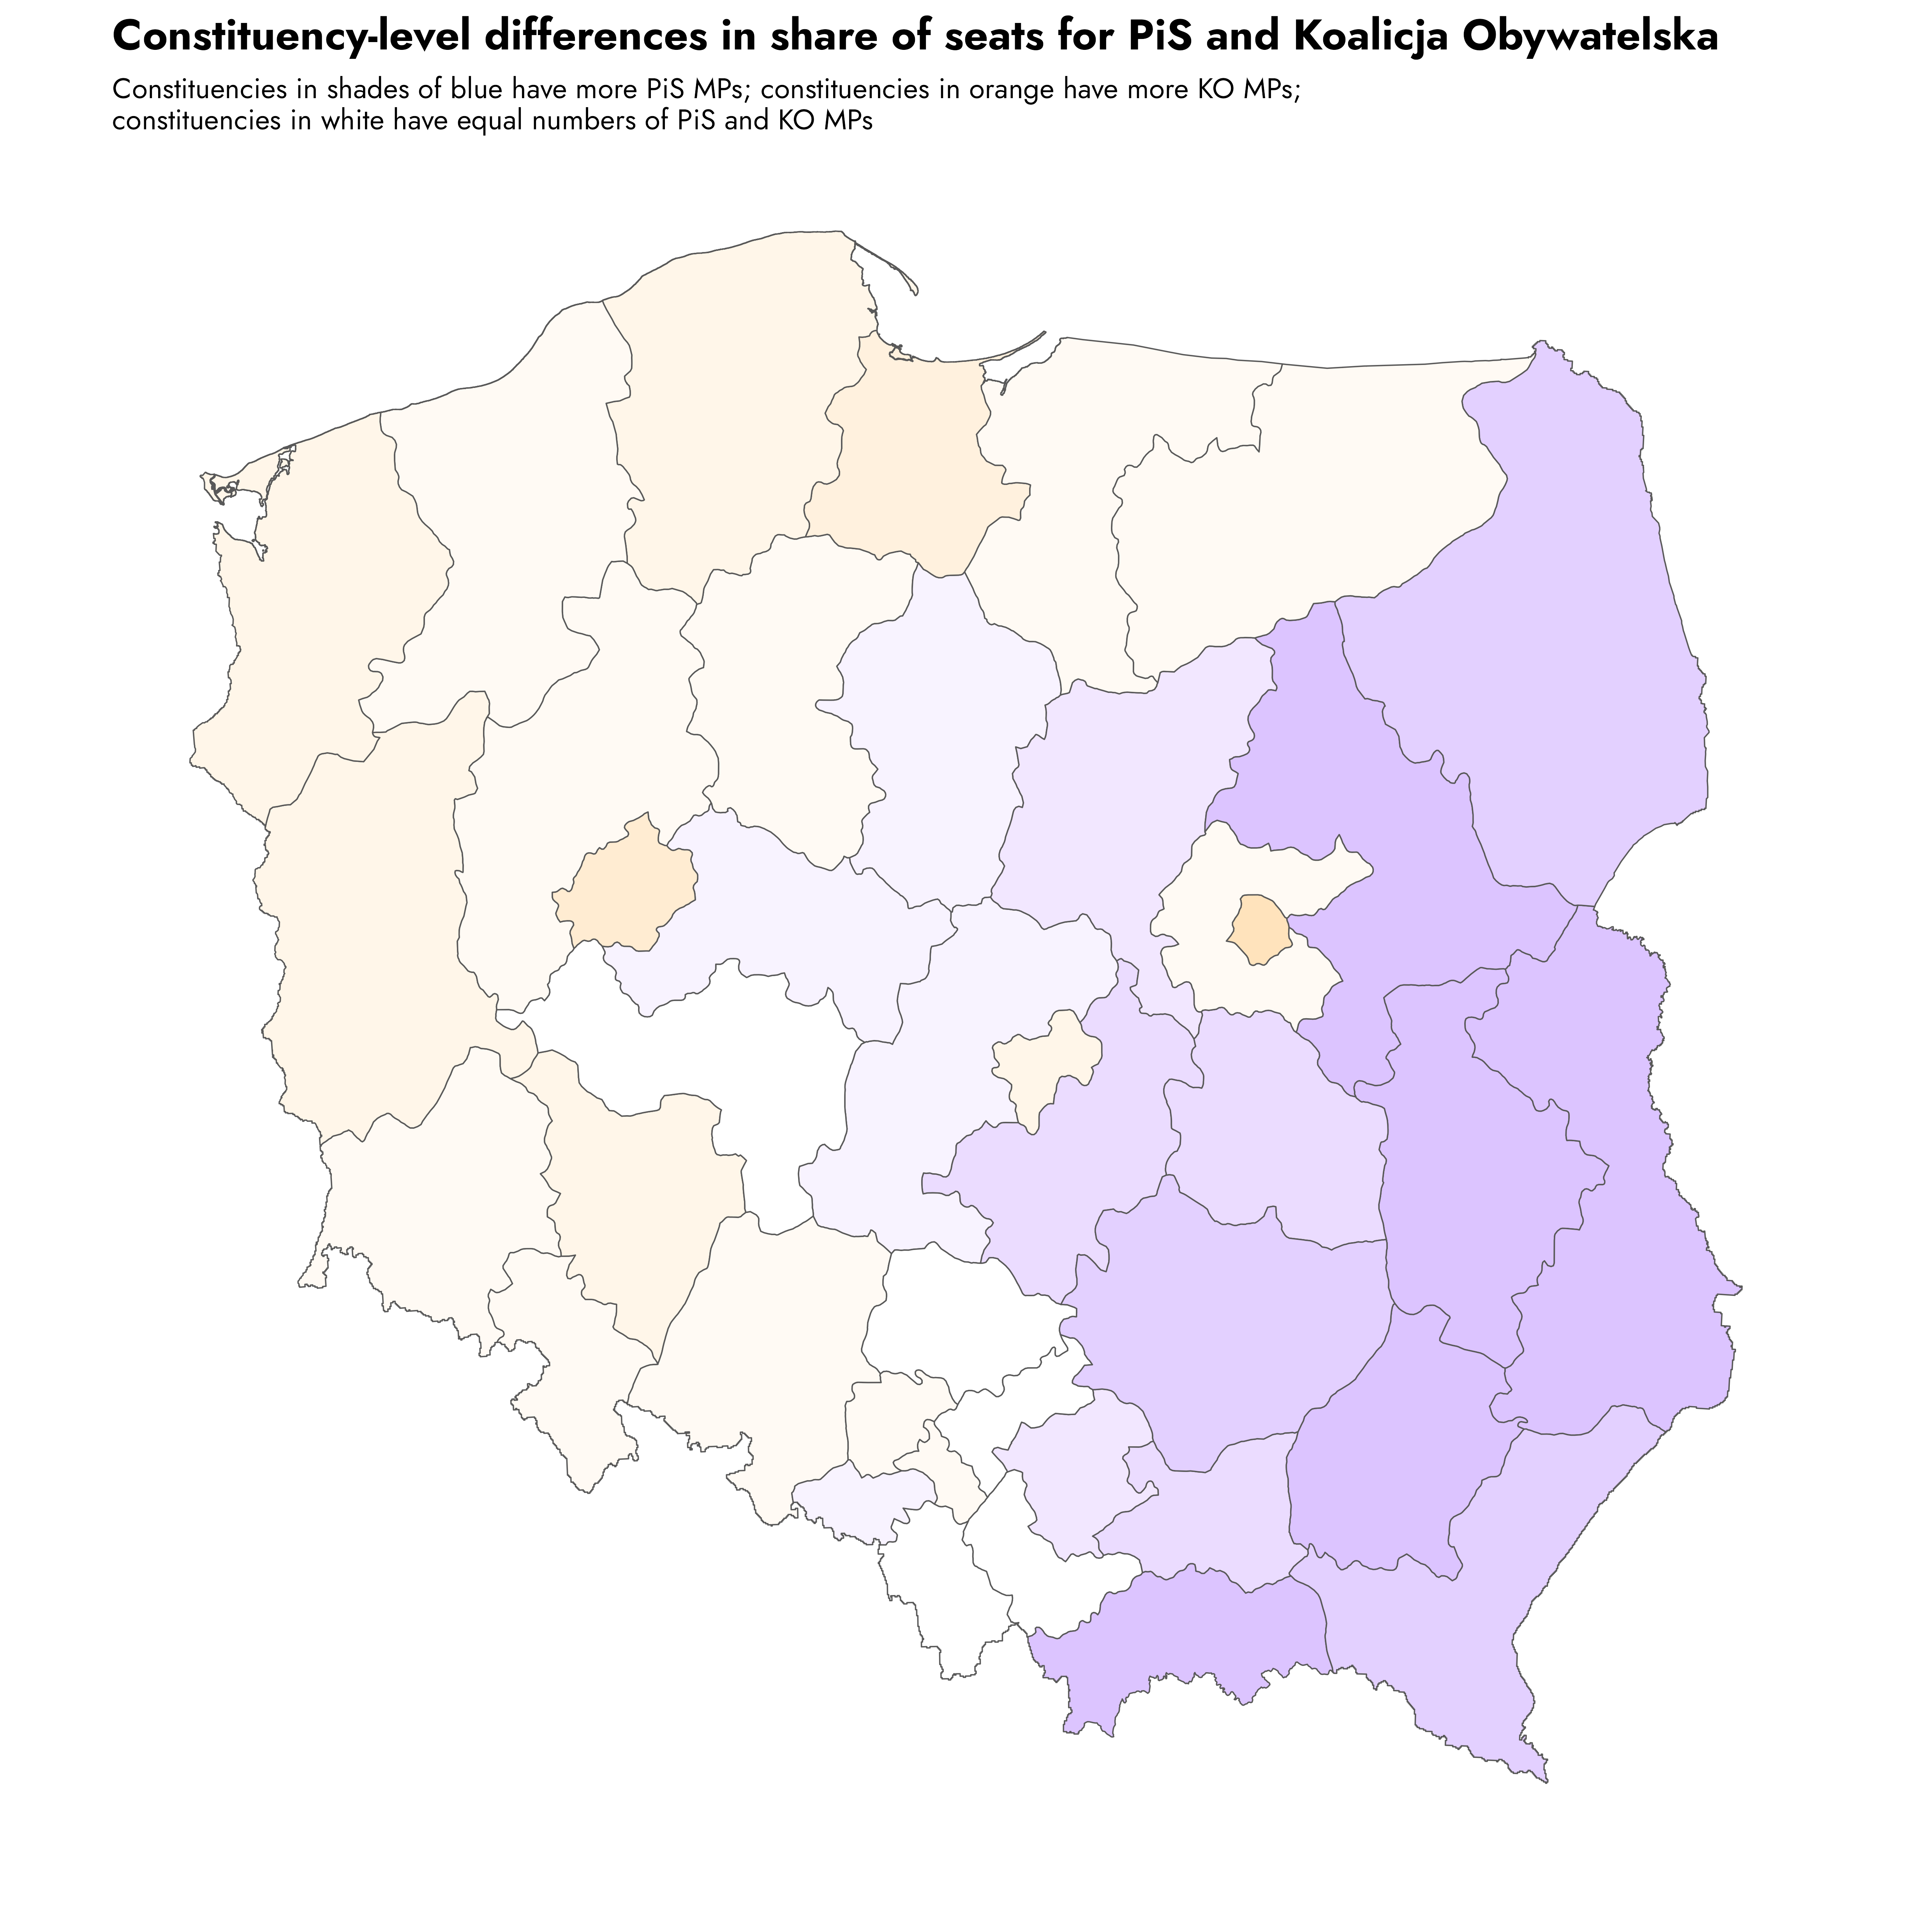 Constituency-level differences in share of seats for PiS and Koalicja Obywatelska
Constituencies in shades of blue have more PiS MPs; constituencies in orange have more KO MPs;
constituencies in white have equal numbers of PiS and KO MPs